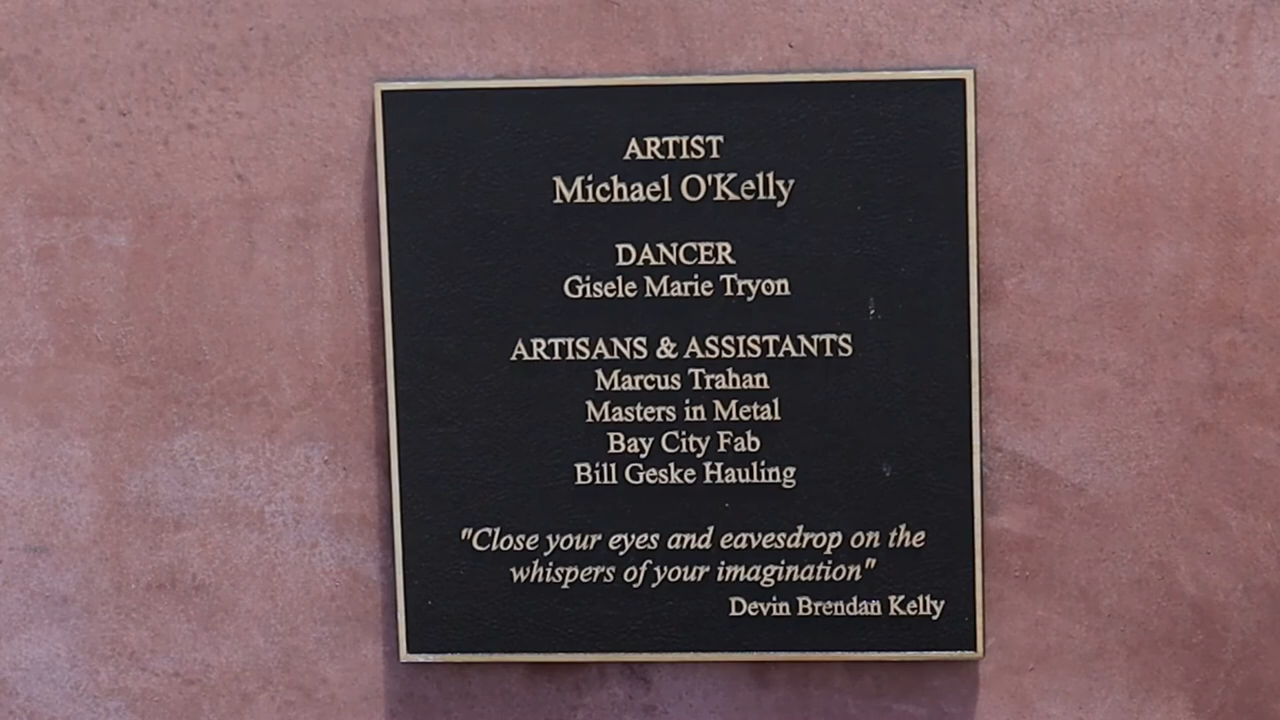 ARTIST
Michael O'Kelly
DANCER
Gisele Marie Tryon
ARTISANS & ASSISTANTS
Marcus Trahan
Masters in Metal
Bay City Fab
Bill Geske Hauling
"Close your eyes and eavesdrop on the
whispers of your imagination"
Devin Brendan Kelly